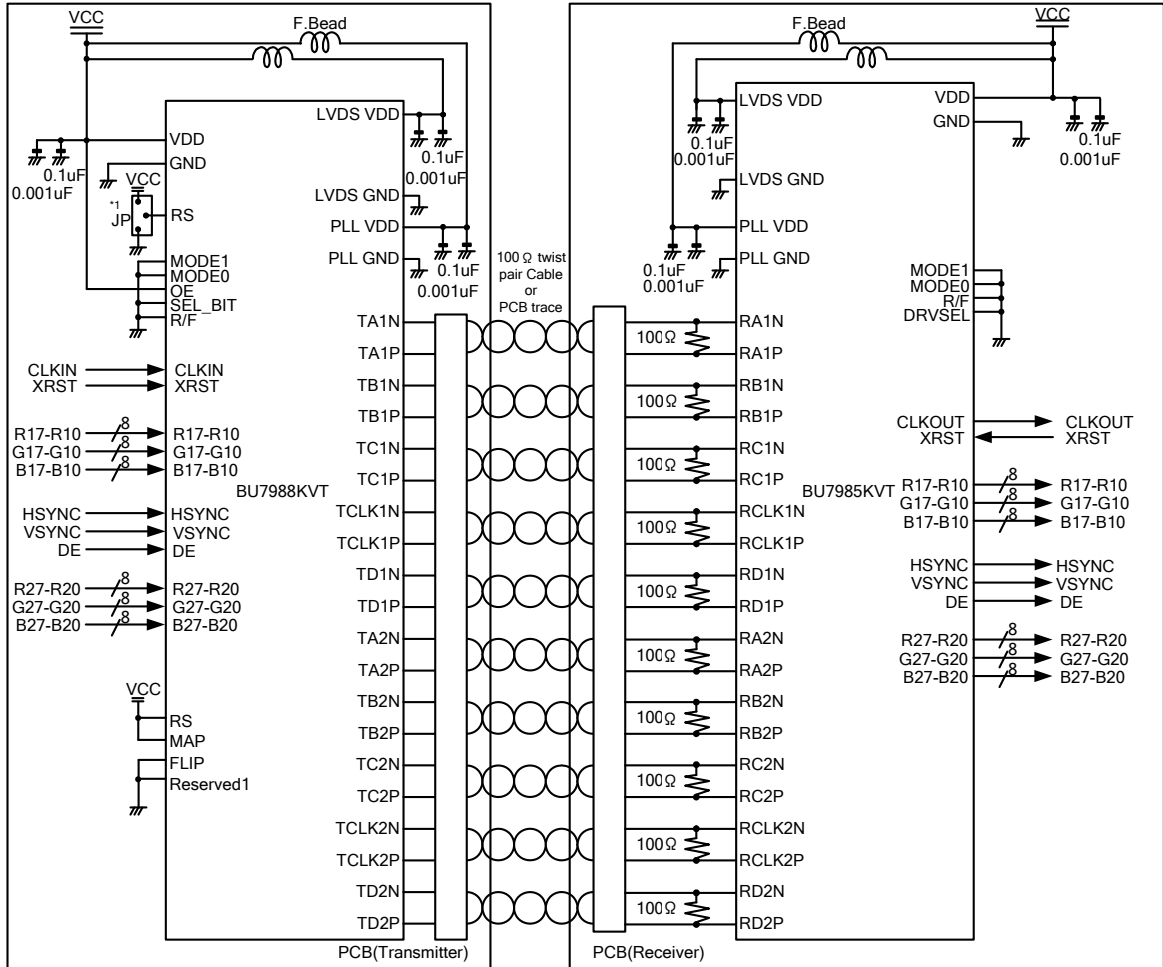 VCC
F.Bead
LVDS VDD
VDD
0.1uF
0.1uF
0.001uF
0.001uF
GND
VCC
*1
JP
RS
LVDS GND
PLL VDD
PLL GND
0.1uF
0.001uF
MODE1
MODE0
OE
SEL_BIT
R/F
CLKIN
CLKIN
XRST
XRST
R17-R10
8
R17-R10
G17-G10
8
G17-G10
B17-B10
8
B17-B10
BU7988KVT
HSYNC
HSYNC
VSYNC
VSYNC
DE
DE
R27-R20
8
R27-R20
G27-G20
8
G27-G20
B27-B20
8
B27-B20
VCC
RS
MAP
FLIP
Reserved1
TA1N
TA1P
TB1N
TB1P
TC1N
TC1P
TCLK1N
TCLK1P
TD1N
TD1P
TA2N
TA2P
TB2N
TB2P
TC2N
TC2P
TCLK2N
TCLK2P
TD2N
TD2P
PCB(Transmitter)
100Ω twist
pair Cable
or
PCB trace
F.Bead
VCC
LVDS VDD
VDD
0.1uF
0.001uF
GND
0.1uF
0.001uF
LVDS GND
PLL VDD
PLL GND
0.1uF
0.001uF
MODE1
MODE0
R/F
DRVSEL
100Ω
RA1N
RA1P
100Ω
RB1N
RB1P
100Ω
RC1N
RC1P
100Ω
RCLK1N
RCLK1P
100Ω
RD1N
RD1P
100Ω
RA2N
RA2P
100Ω
RB2N
RB2P
100Ω
RC2N
RC2P
100Ω
RCLK2N
RCLK2P
100Ω
RD2N
RD2P
BU7985KVT
CLKOUT
CLKOUT
XRST
XRST
R17-R10
8
R17-R10
G17-G10
8
G17-G10
B17-B10
8
B17-B10
HSYNC
HSYNC
VSYNC
VSYNC
DE
DE
R27-R20
8
R27-R20
G27-G20
8
G27-G20
B27-B20
8
B27-B20
PCB(Receiver)